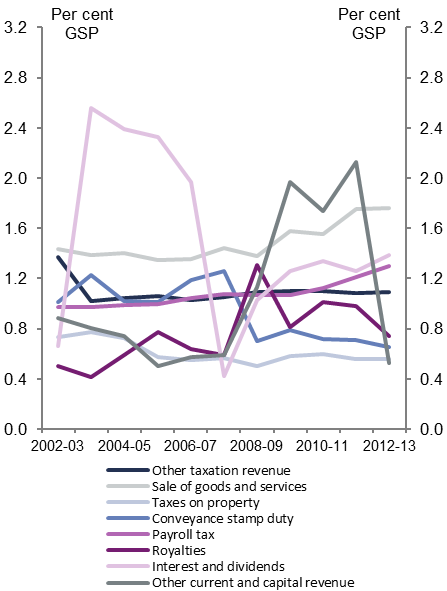 Per cent Per cent
GSP GSP
3.2 3.2
2.8 2.8
2.4 2.4
2.0 2.0
1.6 1.6
1.2 1.2
0.8 0.8
0.4 0.4
0.0 0.0
2002-03 2004-05 2006-07 2008-09 2010-11 2012-13
Other taxation revenue
Sale of goods and services
Taxes on property
Conveyance stamp duty
Payroll tax
Royalties
Interest and dividends
Other current and capital revenue